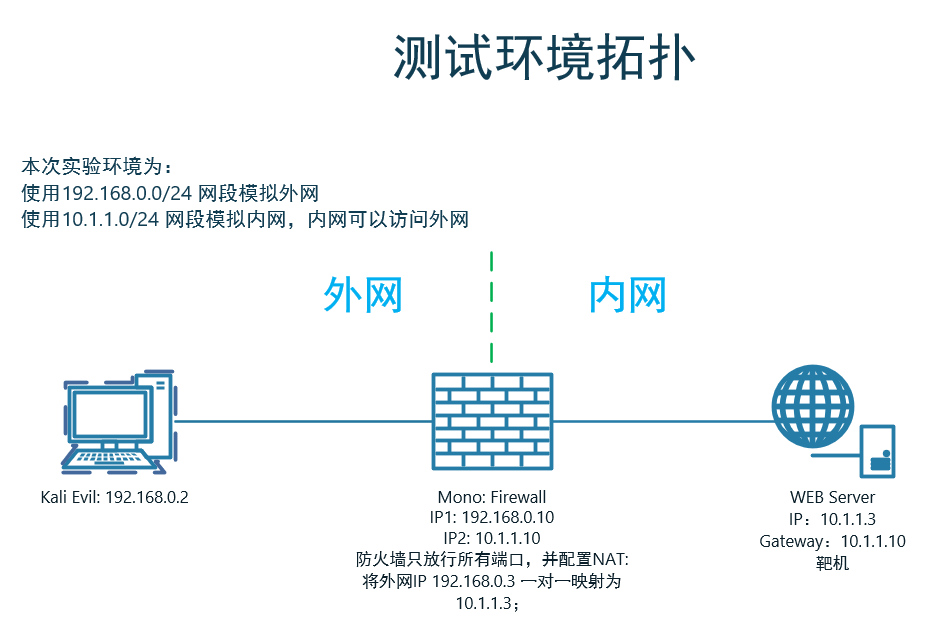 测试环境拓扑
本次实验环境为：
使用192.168.0.0/24 网段模拟外网
使用10.1.1.0/24 网段模拟内网，内网可以访问外网
外网
内网
Kali Evil: 192.168.0.2
Mono: Firewall
IP1: 192.168.0.10
IP2: 10.1.1.10
防火墙只放行所有端口，并配置NAT:
将外网IP 192.168.0.3 一对一映射为
10.1.1.3；
WEB Server
IP：10.1.1.3
Gateway：10.1.1.10
靶机